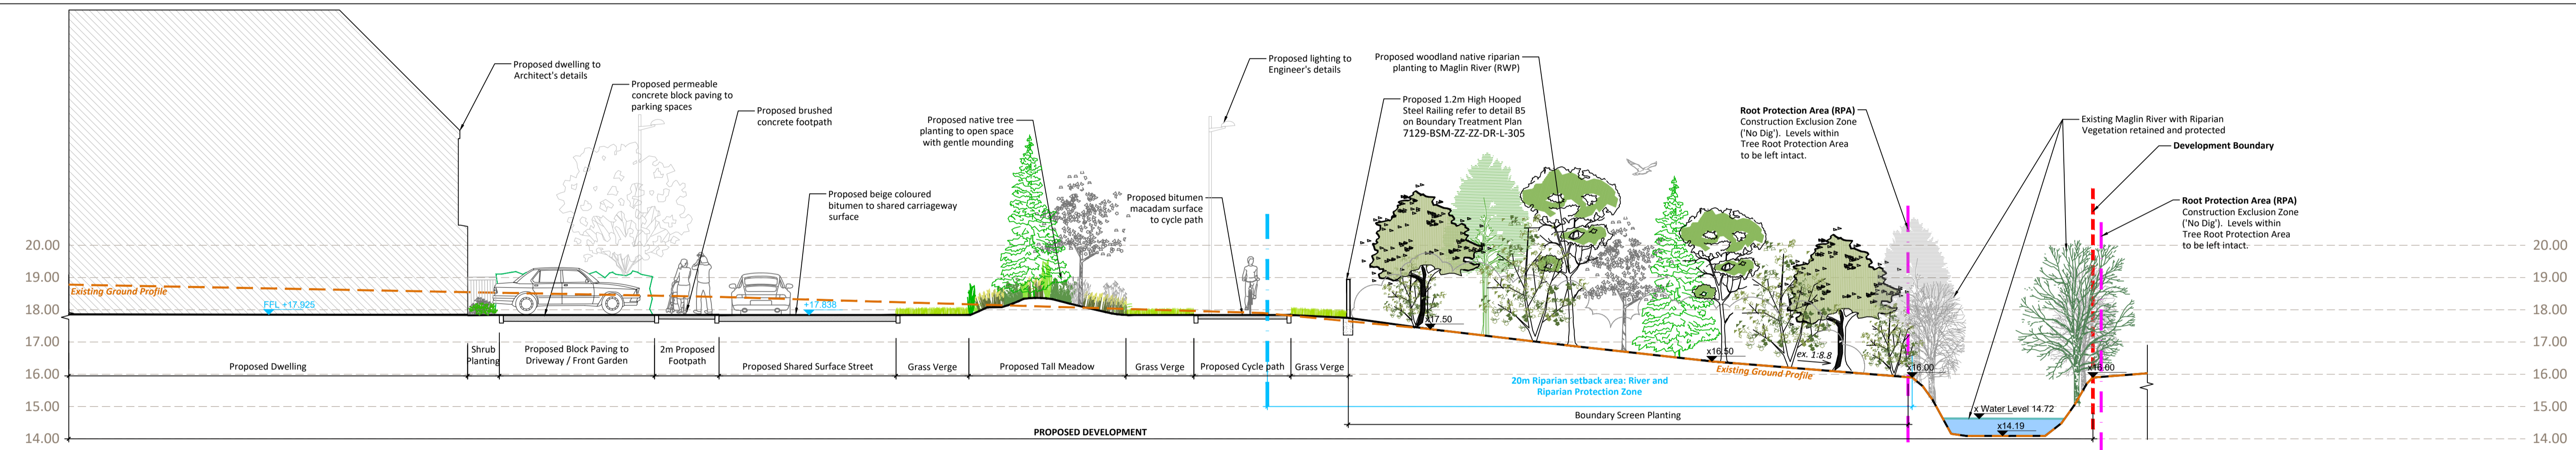 Proposed dwelling to
Architect's details
Proposed permeable
concrete block paving to
parking spaces
Proposed brushed
concrete footpath
Proposed beige coloured
bitumen to shared carriageway
surface
Proposed native tree
planting to open space
with gentle mounding
Proposed bitumen
macadam surface
to cycle path
Proposed lighting to
Engineer's details
Proposed woodland native riparian
planting to Maglin River (RWP)
Proposed 1.2m High Hooped
Steel Railing refer to detail B5
on Boundary Treatment Plan
7129-BSM-ZZ-ZZ-DR-L-305
Root Protection Area (RPA)
Construction Exclusion Zone
('No Dig'). Levels within
Tree Root Protection Area
to be left intact.
Existing Maglin River with Riparian
Vegetation retained and protected
Development Boundary
Root Protection Area (RPA)
Construction Exclusion Zone
('No Dig'). Levels within
Tree Root Protection Area
to be left intact.
20.00
19.00
18.00
17.00
16.00
15.00
14.00
Existing Ground Profile
FFL +17.925
+17.838
x17.50
x16.50
ex. 1:8.8
Existing Ground Profile
x16.00
x16.00
x Water Level 14.72
x14.19
Proposed Dwelling
Shrub
Planting
Proposed Block Paving to
Driveway / Front Garden
2m Proposed
Footpath
Proposed Shared Surface Street
Grass Verge
Proposed Tall Meadow
Grass Verge
Proposed Cycle path
Grass Verge
20m Riparian setback area: River and
Riparian Protection Zone
Boundary Screen Planting
PROPOSED DEVELOPMENT
20.00
19.00
18.00
17.00
16.00
15.00
14.00